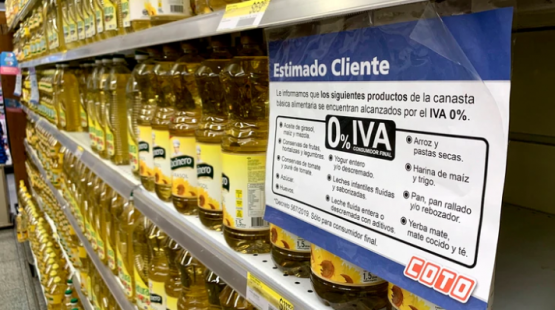 Estimado Cliente
Le informamos que los siguientes productos de la canasta
básica alimentaria se encuentran alcanzados por el IVA 0%.
Aceite de girasol,
maíz y mezcla.
Conservas de frutas,
hortalizas y legumbres.
Conservas de tomate
y puré de tomate.
Azúcar.
Huevos.
0% IVA
CONSUMIDOR FINAL
Yogur entero
y/o descremado.
Leches infantiles fluidas
y saborizadas.
Leche fluida entera o
descremada con aditivos.
Arroz y
pastas secas.
Harina de maíz
y trigo.
Pan, pan rallado
y/o rebozador.
Yerba mate,
mate cocido y té.
*Decreto 567/2019. Sólo para consumidor final.
COTO